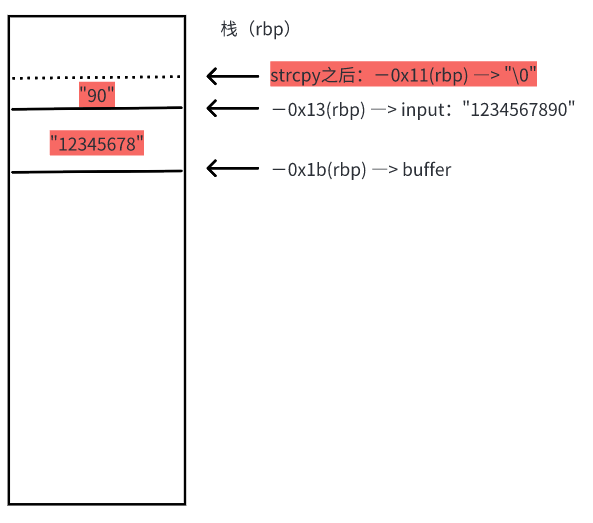 栈（rbp）
strcpy之后：－0x11(rbp) —> "\0"
"90"
－0x13(rbp) —> input："1234567890"
"12345678"
－0x1b(rbp) —> buffer